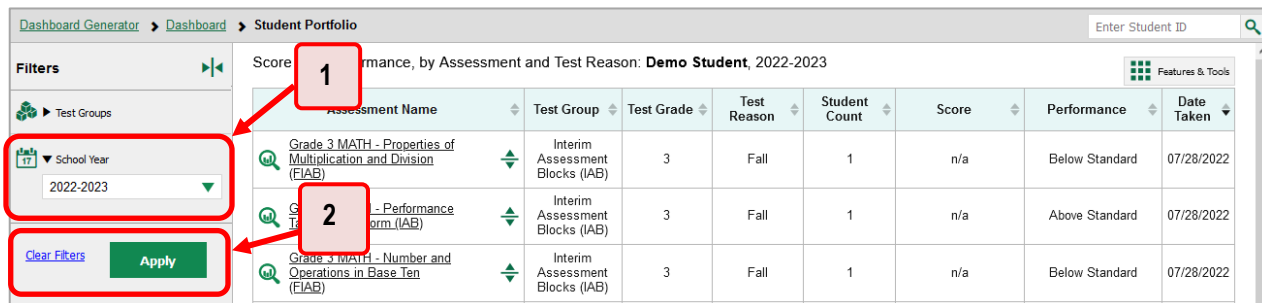 Dashboard Generator Dashboard Student Portfolio Enter Student ID
Filters
Test Groups
17 School Year
2022-2023
Clear Filters Apply
1
2
Score rmance, by Assessment and Test Reason: Demo Student, 2022-2023
Features & Tools
Assessment Name Test Group Test Grade Test Reason Student Count Score Performance Date Taken
Grade 3 MATH - Properties of
Multiplication and Division
(FIAB)
Interim
Assessment
Blocks (IAB)
3 Fall 1 n/a Below Standard 07/28/2022
- Performance
orm (IAB)
Interim
Assessment
Blocks (IAB)
3 Fall 1 n/a Above Standard 07/28/2022
Grade 3 MATH - Number and
Operations in Base Ten
(FIAB)
Interim
Assessment
Blocks (IAB)
3 Fall 1 n/a Below Standard 07/28/2022